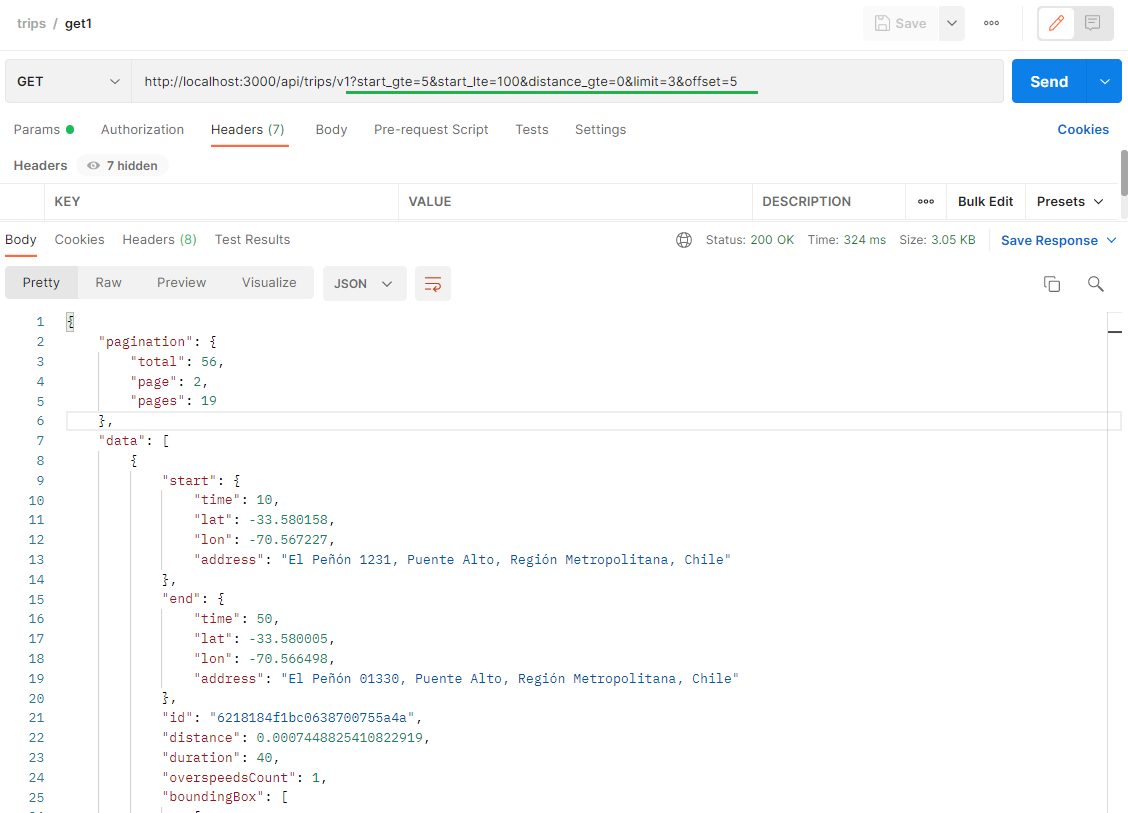 trips / get1
Save
GET
http://localhost:3000/api/trips/v1?start_gte=5&start_lte=100&distance_gte=0&limit=3&offset=5
Send
Params Authorization Headers (7) Body Pre-request Script Tests Settings Cookies
Headers 7 hidden
KEY VALUE DESCRIPTION Bulk Edit Presets
Body Cookies Headers (8) Test Results Status: 200 OK Time: 324 ms Size: 3.05 KB Save Response
Pretty Raw Preview Visualize JSON
1 {
2 "pagination": {
3 "total": 56,
4 "page": 2,
5 "pages": 19
6 },
7 "data": [
8 {
9 "start": {
10 "time": 10,
11 "lat": -33.580158,
12 "lon": -70.567227,
13 "address": "El Peñón 1231, Puente Alto, Región Metropolitana, Chile"
14 },
15 "end": {
16 "time": 50,
17 "lat": -33.580005,
18 "lon": -70.566498,
19 "address": "El Peñón 01330, Puente Alto, Región Metropolitana, Chile"
20 },
21 "id": "6218184f1bc0638700755a4a",
22 "distance": 0.0007448825410822919,
23 "duration": 40,
24 "overspeedsCount": 1,
25 "boundingBox": [